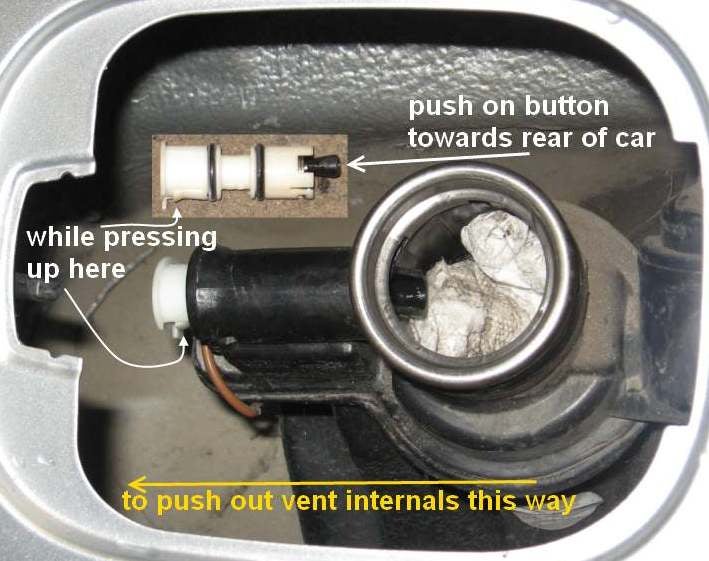 push on button
towards rear of car
while pressing
up here
to push out vent internals this way